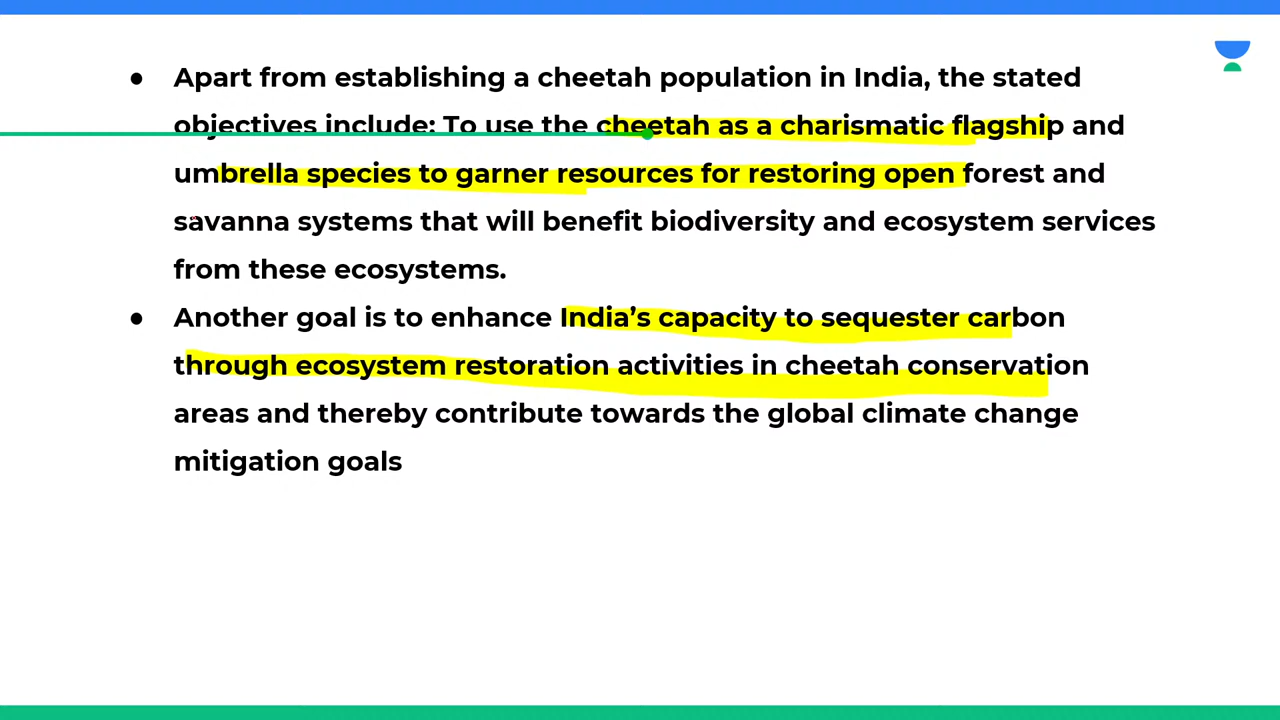 ● Apart from establishing a cheetah population in India, the stated
objectives include: To use the cheetah as a charismatic flagship and
umbrella species to garner resources for restoring open forest and
savanna systems that will benefit biodiversity and ecosystem services
from these ecosystems.
● Another goal is to enhance India’s capacity to sequester carbon
through ecosystem restoration activities in cheetah conservation
areas and thereby contribute towards the global climate change
mitigation goals